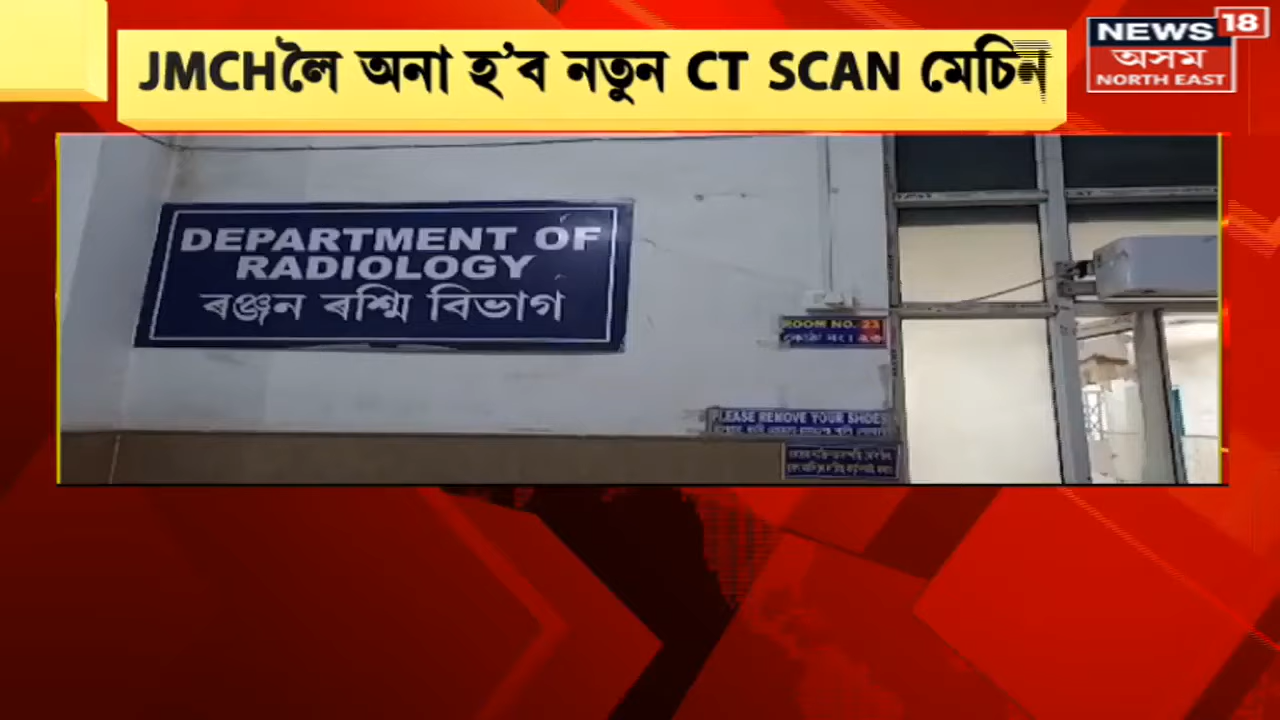 JMCHলৈ অনা হ'ব নতুন CT SCAN মেচিন
NEWS 18
অসম
NORTH EAST
DEPARTMENT OF
RADIOLOGY
ৰঞ্জন ৰশ্মি বিভাগ
ROOM NO. 23
PLEASE REMOVE YOUR SHOES